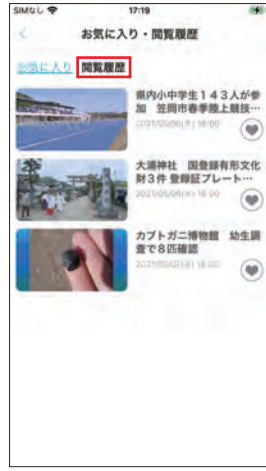 SIMなし 17:19
お気に入り・閲覧履歴
お気に入り 閲覧履歴
県内小中学生１４３人が参
加 笠岡市春季陸上競技…
大浦神社 国登録有形文化
財３件 登録証プレート…
カブトガニ博物館 幼生調
査で８匹確認